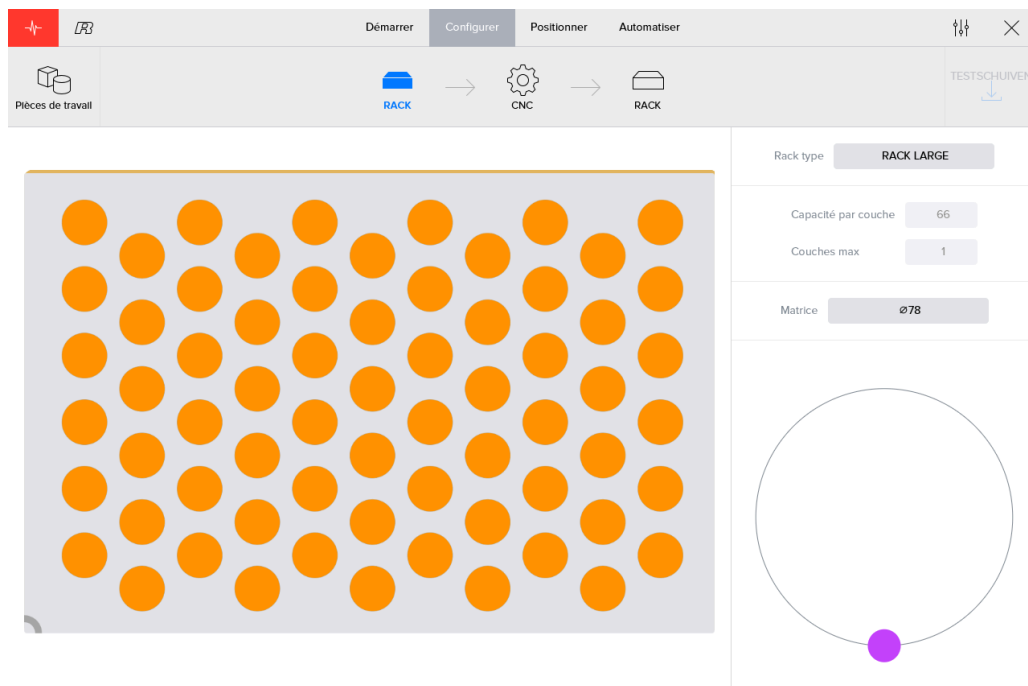 Démarrer Configurer Positionner Automatiser
Pièces de travail RACK CNC RACK TESTSCHUIVEN
Rack type RACK LARGE
Capacité par couche 66
Couches max 1
Matrice ⌀78